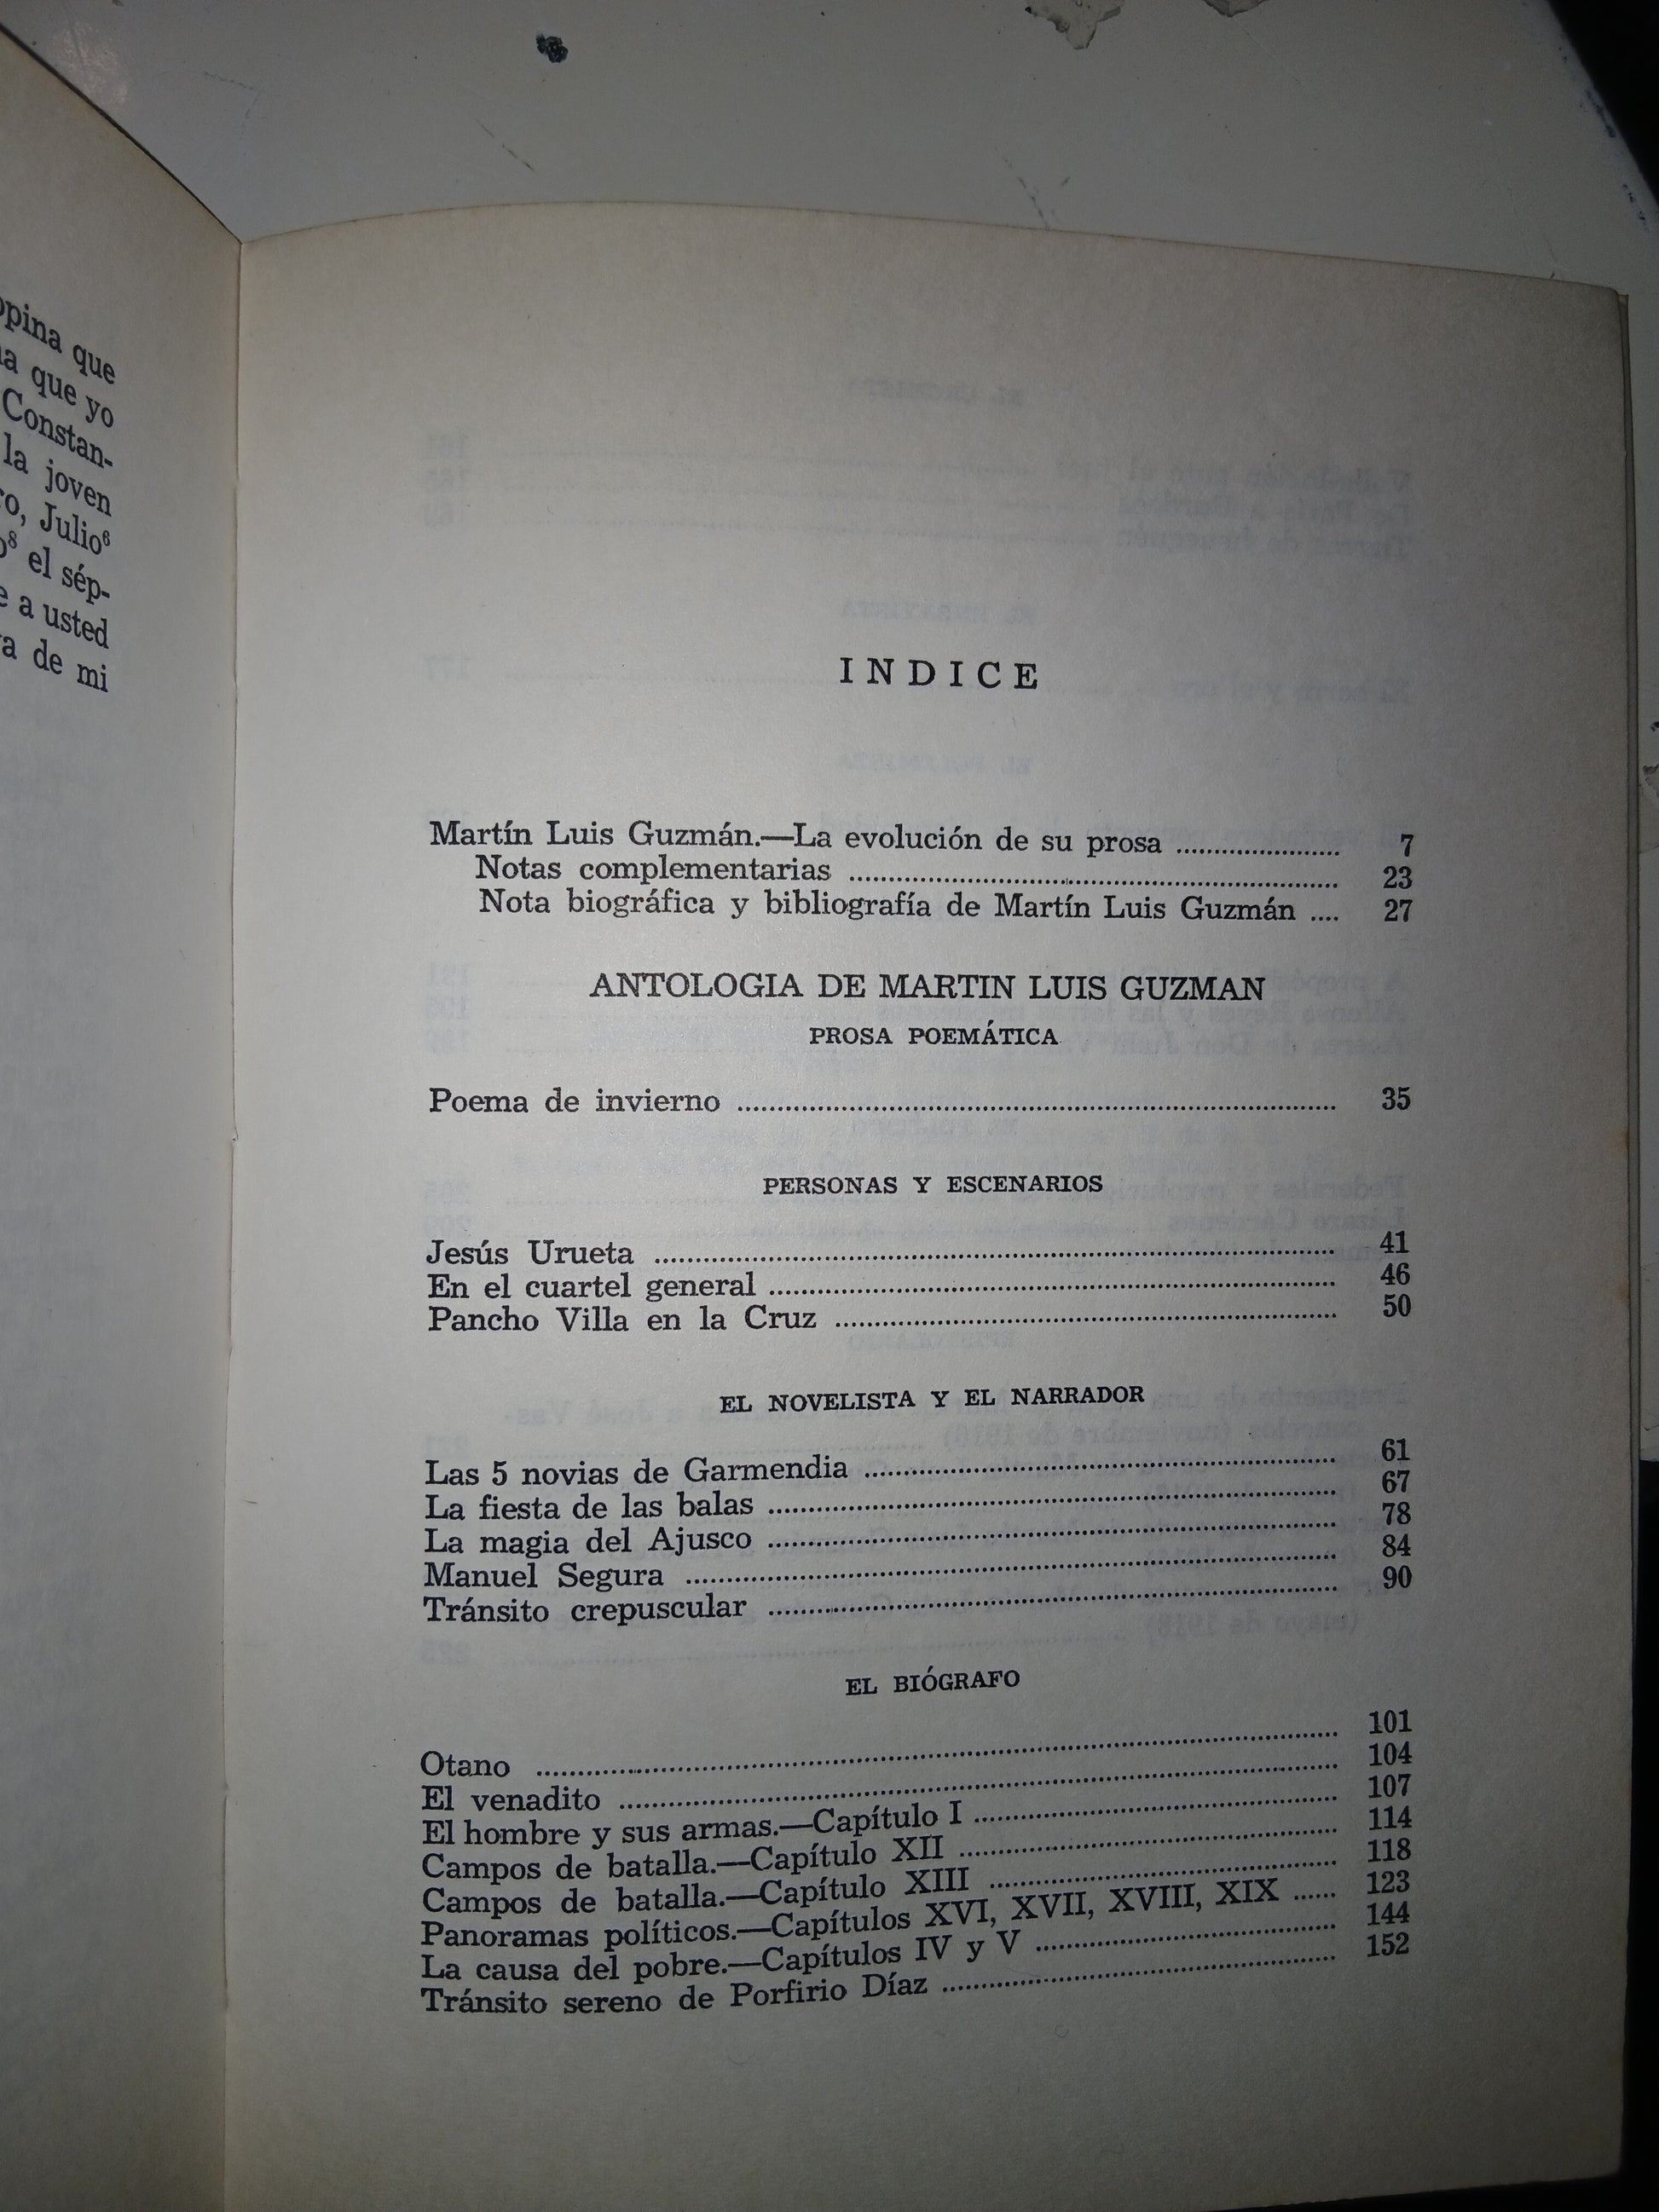 opina que
que yo
Constan-
la joven
Julio⁶
el sép-
a usted
de mi
INDICE
Martín Luis Guzmán.—La evolución de su prosa ..................... 7
Notas complementarias ............................................................. 23
Nota biográfica y bibliografía de Martín Luis Guzmán .... 27
ANTOLOGIA DE MARTIN LUIS GUZMAN
PROSA POEMÁTICA
Poema de invierno ........................................................................... 35
PERSONAS Y ESCENARIOS
Jesús Urueta ..................................................................................... 41
En el cuartel general ....................................................................... 46
Pancho Villa en la Cruz ............................................................... 50
EL NOVELISTA Y EL NARRADOR
Las 5 novias de Garmendia ........................................................... 61
La fiesta de las balas ....................................................................... 67
La magia del Ajusco ....................................................................... 78
Manuel Segura ................................................................................. 84
Tránsito crepuscular ....................................................................... 90
EL BIÓGRAFO
Otano .................................................................................................... 101
El venadito .......................................................................................... 104
El hombre y sus armas.—Capítulo I ............................................. 107
Campos de batalla.—Capítulo XII ............................................... 114
Campos de batalla.—Capítulo XIII ........................................... 118
Panoramas políticos.—Capítulos XVI, XVII, XVIII, XIX ...... 123
La causa del pobre.—Capítulos IV y V ..................................... 144
Tránsito sereno de Porfirio Díaz ................................................. 152